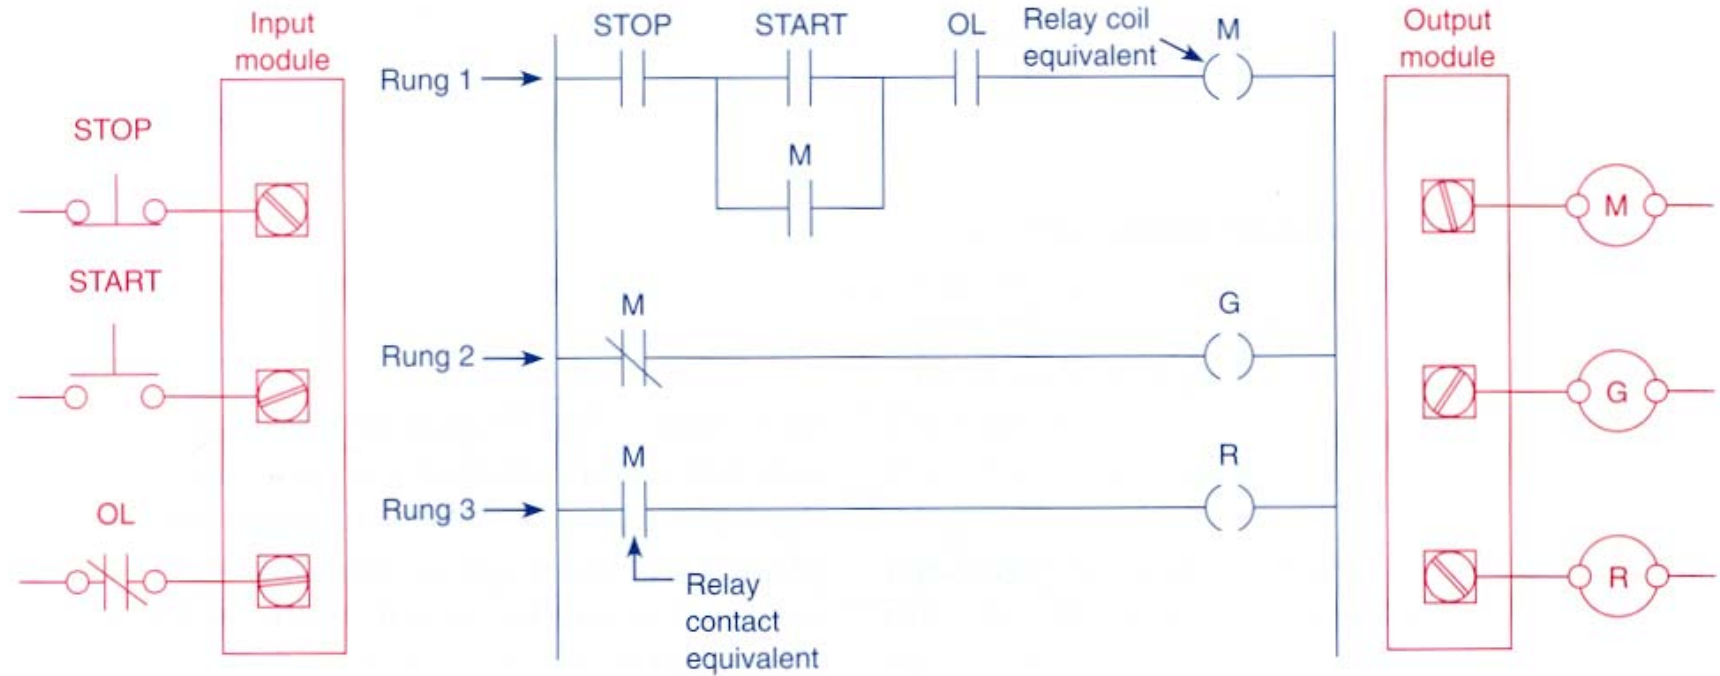 Input
module
STOP
START
OL
Rung 1
STOP
START
OL
Relay coil
equivalent
M
M
Rung 2
M
G
Rung 3
M
R
Relay
contact
equivalent
Output
module
M
G
R